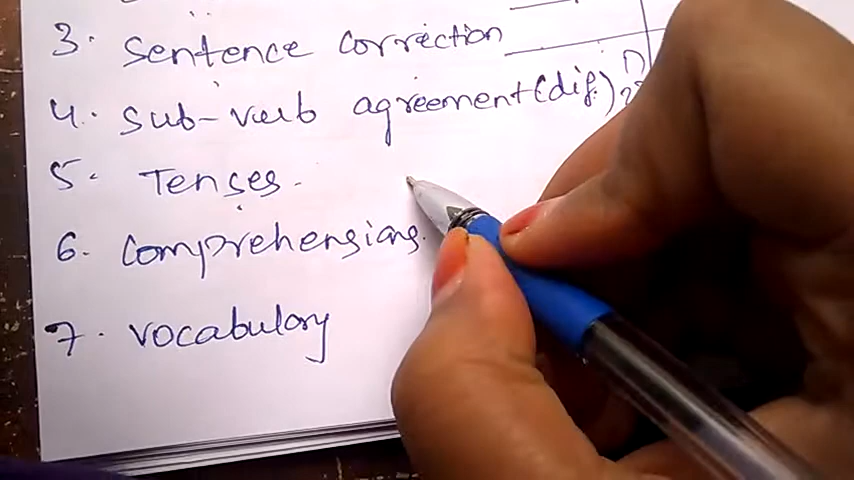 3. Sentence correction
4. Sub-verb agreement (dif.)
5. Tenses.
6. Comprehensions.
7. vocabulary